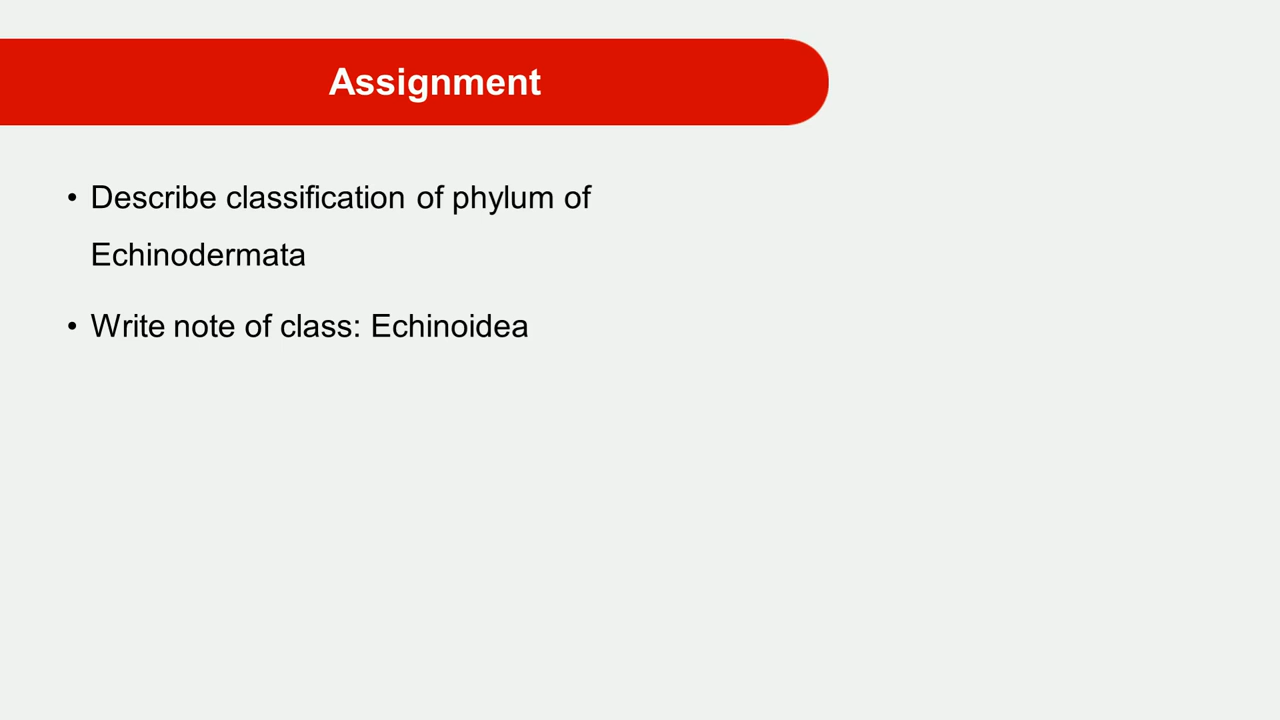 Assignment
• Describe classification of phylum of
Echinodermata
• Write note of class: Echinoidea